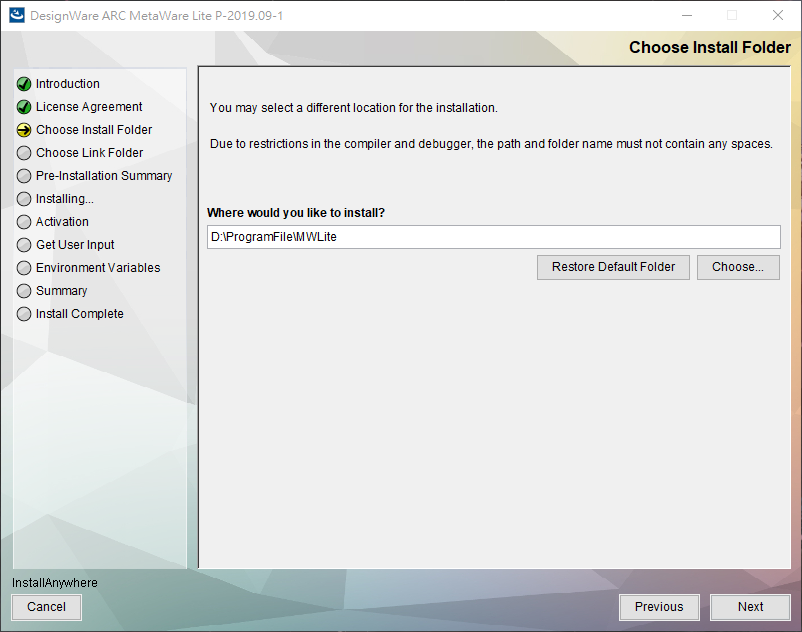 DesignWare ARC MetaWare Lite P-2019.09-1
Choose Install Folder
Introduction
License Agreement
Choose Install Folder
Choose Link Folder
Pre-Installation Summary
Installing...
Activation
Get User Input
Environment Variables
Summary
Install Complete
You may select a different location for the installation.
Due to restrictions in the compiler and debugger, the path and folder name must not contain any spaces.
Where would you like to install?
D:\ProgramFile\MWLite
Restore Default Folder
Choose...
InstallAnywhere
Cancel
Previous
Next